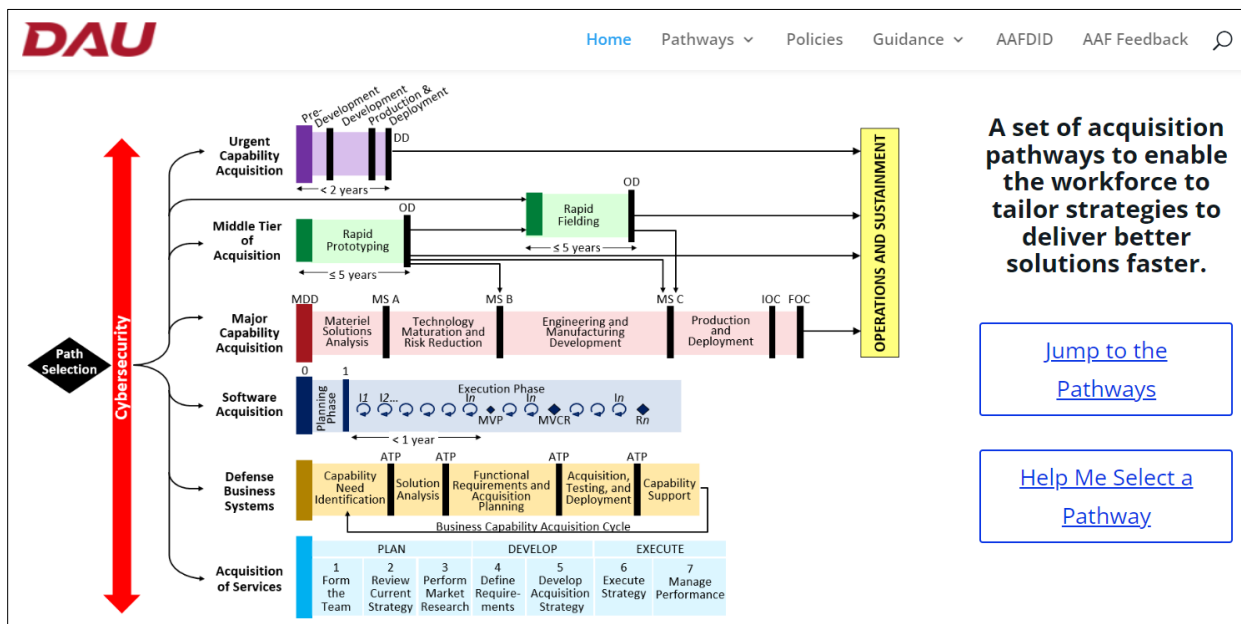 DAU
Home
Pathways
Policies
Guidance
AAFDID
AAF Feedback
Pre-
Development
Development
Production &
Deployment
Urgent
Capability
Acquisition
DD
< 2 years
Middle Tier
of
Acquisition
Rapid
Prototyping
OD
≤ 5 years
Rapid
Fielding
OD
≤ 5 years
Major
Capability
Acquisition
MDD
MS A
MS B
MS C
IOC
FOC
Materiel
Solutions
Analysis
Technology
Maturation and
Risk Reduction
Engineering and
Manufacturing
Development
Production
and
Deployment
OPERATIONS AND SUSTAINMENT
Path
Selection
Cybersecurity
Software
Acquisition
0
1
Planning
Phase
Execution Phase
I1
I2...
In
In
In
MVP
MVCR
Rn
< 1 year
Defense
Business
Systems
ATP
ATP
ATP
ATP
Capability
Need
Identification
Solution
Analysis
Functional
Requirements and
Acquisition
Planning
Acquisition,
Testing, and
Deployment
Capability
Support
Business Capability Acquisition Cycle
Acquisition
of Services
PLAN
DEVELOP
EXECUTE
1
Form
the
Team
2
Review
Current
Strategy
3
Perform
Market
Research
4
Define
Require-
ments
5
Develop
Acquisition
Strategy
6
Execute
Strategy
7
Manage
Performance
A set of acquisition
pathways to enable
the workforce to
tailor strategies to
deliver better
solutions faster.
Jump to the
Pathways
Help Me Select a
Pathway